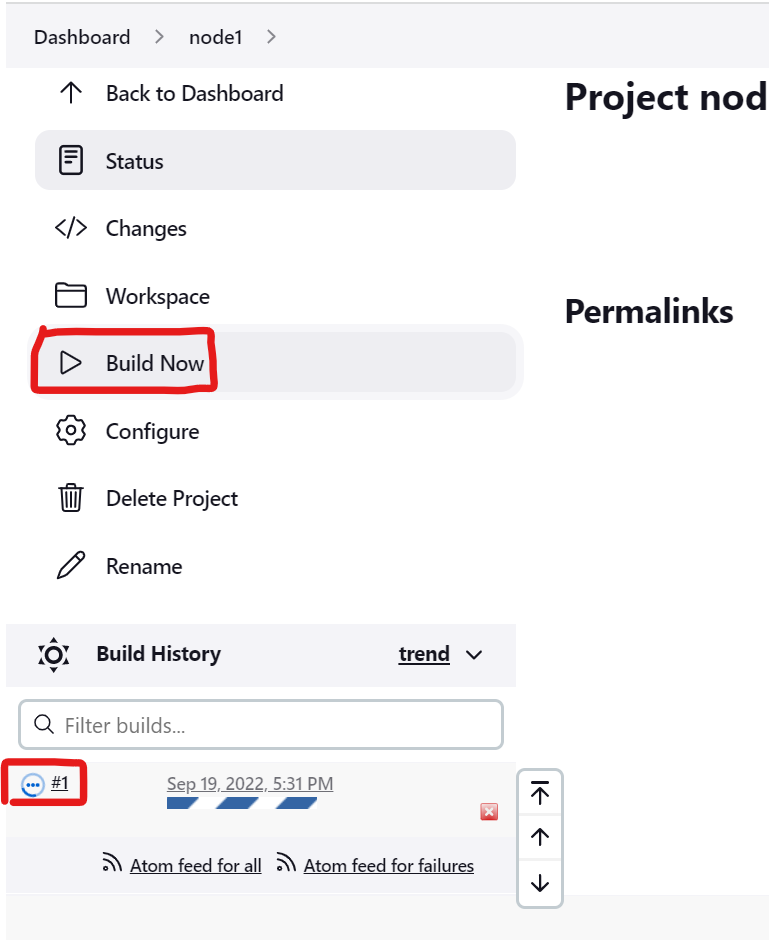 Dashboard > node1 >
Back to Dashboard
Project nod
Status
Changes
Workspace
Permalinks
Build Now
Configure
Delete Project
Rename
Build History trend
Filter builds...
#1 Sep 19, 2022, 5:31 PM
Atom feed for all Atom feed for failures